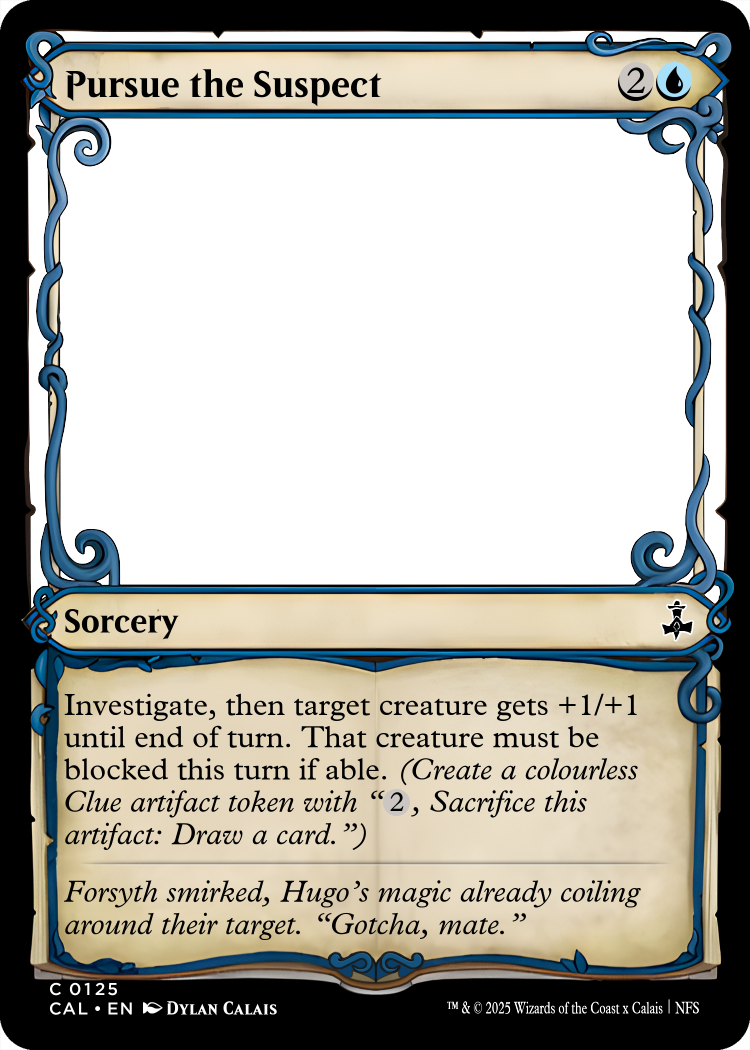 Pursue the Suspect 2
Sorcery
Investigate, then target creature gets +1/+1
until end of turn. That creature must be
blocked this turn if able. (Create a colourless
Clue artifact token with “2, Sacrifice this
artifact: Draw a card.”)
Forsyth smirked, Hugo’s magic already coiling
around their target. “Gotcha, mate.”
C 0125
CAL • EN Dylan Calais ™ & © 2025 Wizards of the Coast x Calais | NFS